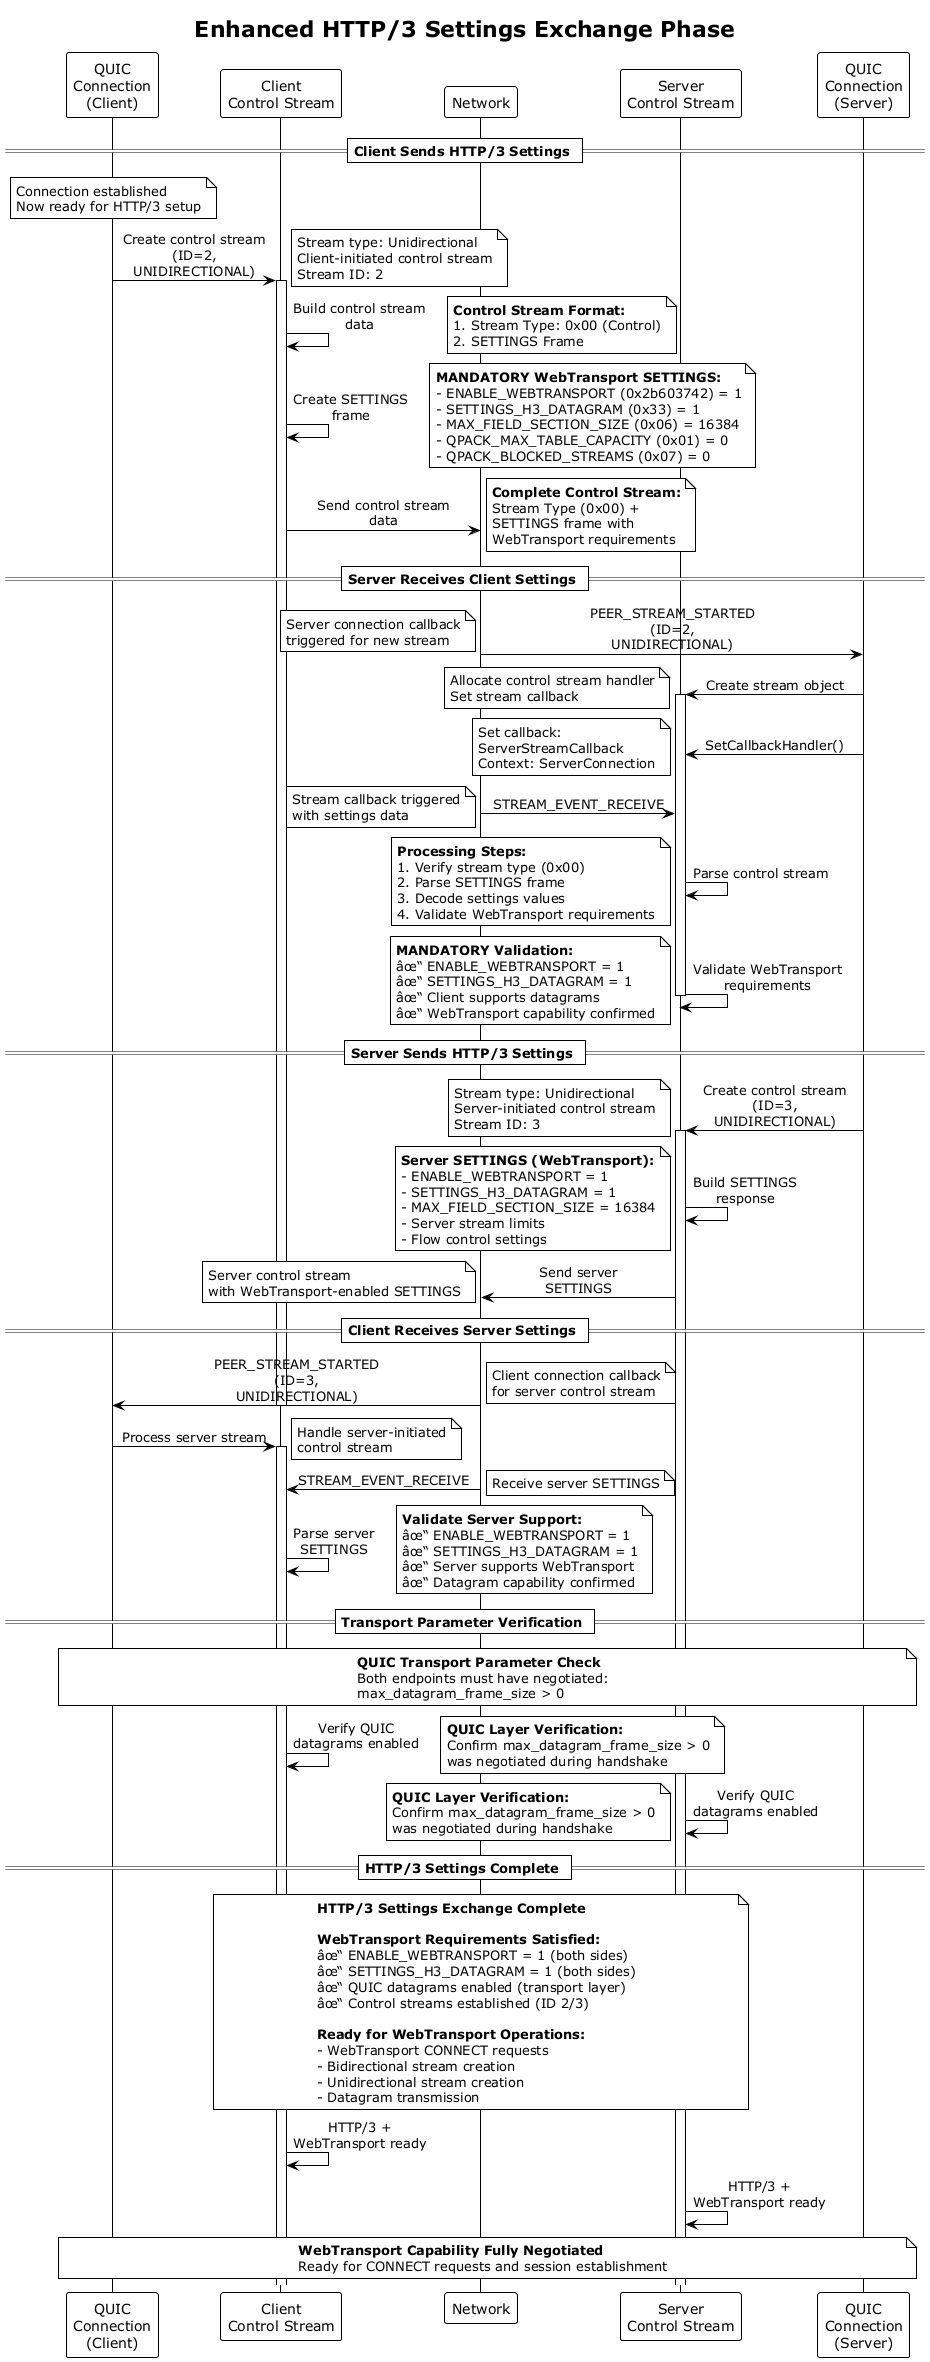 Enhanced HTTP/3 Settings Exchange Phase
QUIC
Connection
(Client)
Client
Control Stream
Network
Server
Control Stream
QUIC
Connection
(Server)
Client Sends HTTP/3 Settings
Connection established
Now ready for HTTP/3 setup
Create control stream
(ID=2,
UNIDIRECTIONAL)
Stream type: Unidirectional
Client-initiated control stream
Stream ID: 2
Build control stream
data
Control Stream Format:
1. Stream Type: 0x00 (Control)
2. SETTINGS Frame
Create SETTINGS
frame
MANDATORY WebTransport SETTINGS:
- ENABLE_WEBTRANSPORT (0x2b603742) = 1
- SETTINGS_H3_DATAGRAM (0x33) = 1
- MAX_FIELD_SECTION_SIZE (0x06) = 16384
- QPACK_MAX_TABLE_CAPACITY (0x01) = 0
- QPACK_BLOCKED_STREAMS (0x07) = 0
Send control stream
data
Complete Control Stream:
Stream Type (0x00) +
SETTINGS frame with
WebTransport requirements
Server Receives Client Settings
Server connection callback
triggered for new stream
PEER_STREAM_STARTED
(ID=2,
UNIDIRECTIONAL)
Allocate control stream handler
Set stream callback
Create stream object
Set callback:
ServerStreamCallback
Context: ServerConnection
SetCallbackHandler()
Stream callback triggered
with settings data
STREAM_EVENT_RECEIVE
Processing Steps:
1. Verify stream type (0x00)
2. Parse SETTINGS frame
3. Decode settings values
4. Validate WebTransport requirements
Parse control stream
MANDATORY Validation:
âœ“ ENABLE_WEBTRANSPORT = 1
âœ“ SETTINGS_H3_DATAGRAM = 1
âœ“ Client supports datagrams
âœ“ WebTransport capability confirmed
Validate WebTransport
requirements
Server Sends HTTP/3 Settings
Stream type: Unidirectional
Server-initiated control stream
Stream ID: 3
Create control stream
(ID=3,
UNIDIRECTIONAL)
Server SETTINGS (WebTransport):
- ENABLE_WEBTRANSPORT = 1
- SETTINGS_H3_DATAGRAM = 1
- MAX_FIELD_SECTION_SIZE = 16384
- Server stream limits
- Flow control settings
Build SETTINGS
response
Server control stream
with WebTransport-enabled SETTINGS
Send server
SETTINGS
Client Receives Server Settings
PEER_STREAM_STARTED
(ID=3,
UNIDIRECTIONAL)
Client connection callback
for server control stream
Process server stream
Handle server-initiated
control stream
STREAM_EVENT_RECEIVE
Receive server SETTINGS
Parse server
SETTINGS
Validate Server Support:
âœ“ ENABLE_WEBTRANSPORT = 1
âœ“ SETTINGS_H3_DATAGRAM = 1
âœ“ Server supports WebTransport
âœ“ Datagram capability confirmed
Transport Parameter Verification
QUIC Transport Parameter Check
Both endpoints must have negotiated:
max_datagram_frame_size > 0
Verify QUIC
datagrams enabled
QUIC Layer Verification:
Confirm max_datagram_frame_size > 0
was negotiated during handshake
QUIC Layer Verification:
Confirm max_datagram_frame_size > 0
was negotiated during handshake
Verify QUIC
datagrams enabled
HTTP/3 Settings Complete
HTTP/3 Settings Exchange Complete
WebTransport Requirements Satisfied:
âœ“ ENABLE_WEBTRANSPORT = 1 (both sides)
âœ“ SETTINGS_H3_DATAGRAM = 1 (both sides)
âœ“ QUIC datagrams enabled (transport layer)
âœ“ Control streams established (ID 2/3)
Ready for WebTransport Operations:
- WebTransport CONNECT requests
- Bidirectional stream creation
- Unidirectional stream creation
- Datagram transmission
HTTP/3 +
WebTransport ready
HTTP/3 +
WebTransport ready
WebTransport Capability Fully Negotiated
Ready for CONNECT requests and session establishment
QUIC
Connection
(Client)
Client
Control Stream
Network
Server
Control Stream
QUIC
Connection
(Server)